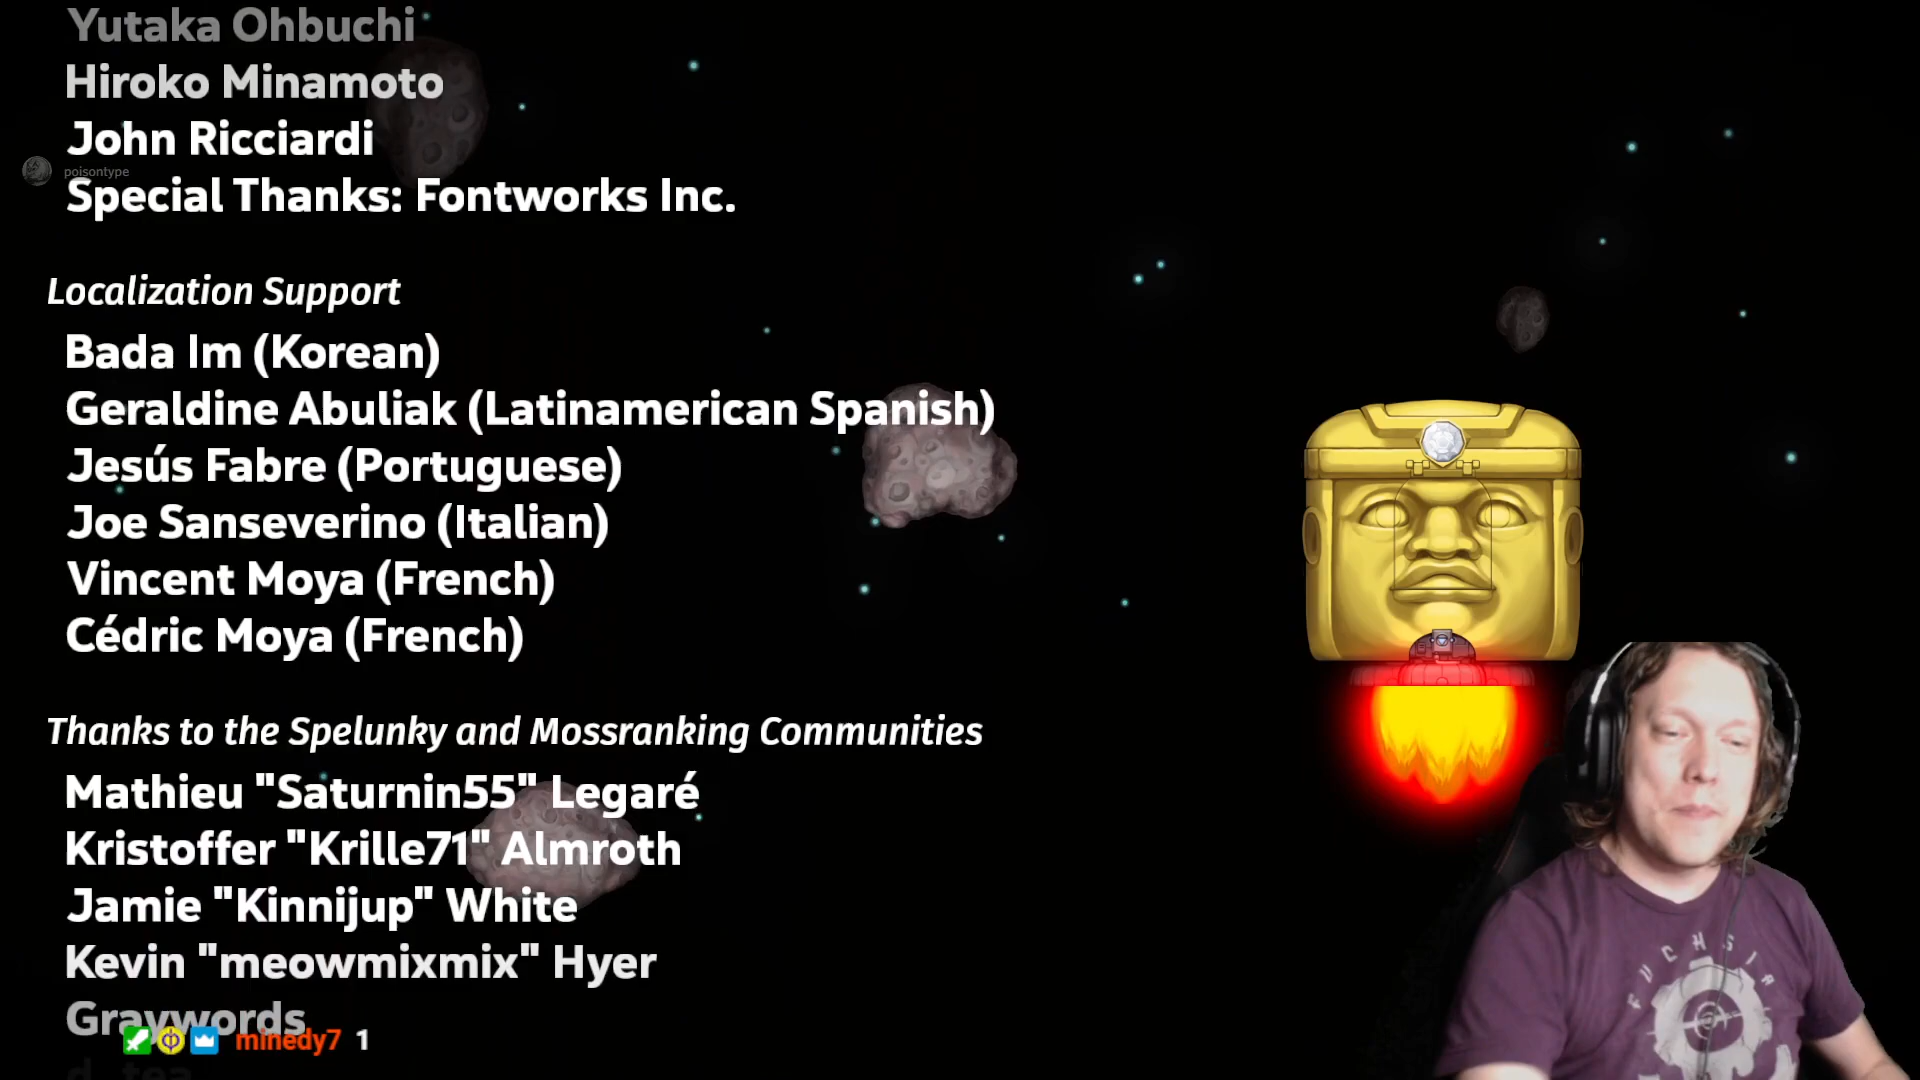 Yutaka Ohbuchi
Hiroko Minamoto
John Ricciardi
poisontype
Special Thanks: Fontworks Inc.
Localization Support
Bada Im (Korean)
Geraldine Abuliak (Latinamerican Spanish)
Jesús Fabre (Portuguese)
Joe Sanseverino (Italian)
Vincent Moya (French)
Cédric Moya (French)
Thanks to the Spelunky and Mossranking Communities
Mathieu "Saturnin55" Legaré
Kristoffer "Krille71" Almroth
Jamie "Kinnijup" White
Kevin "meowmixmix" Hyer
Graywords
minedy7 1
d_tea
FUCHSIA